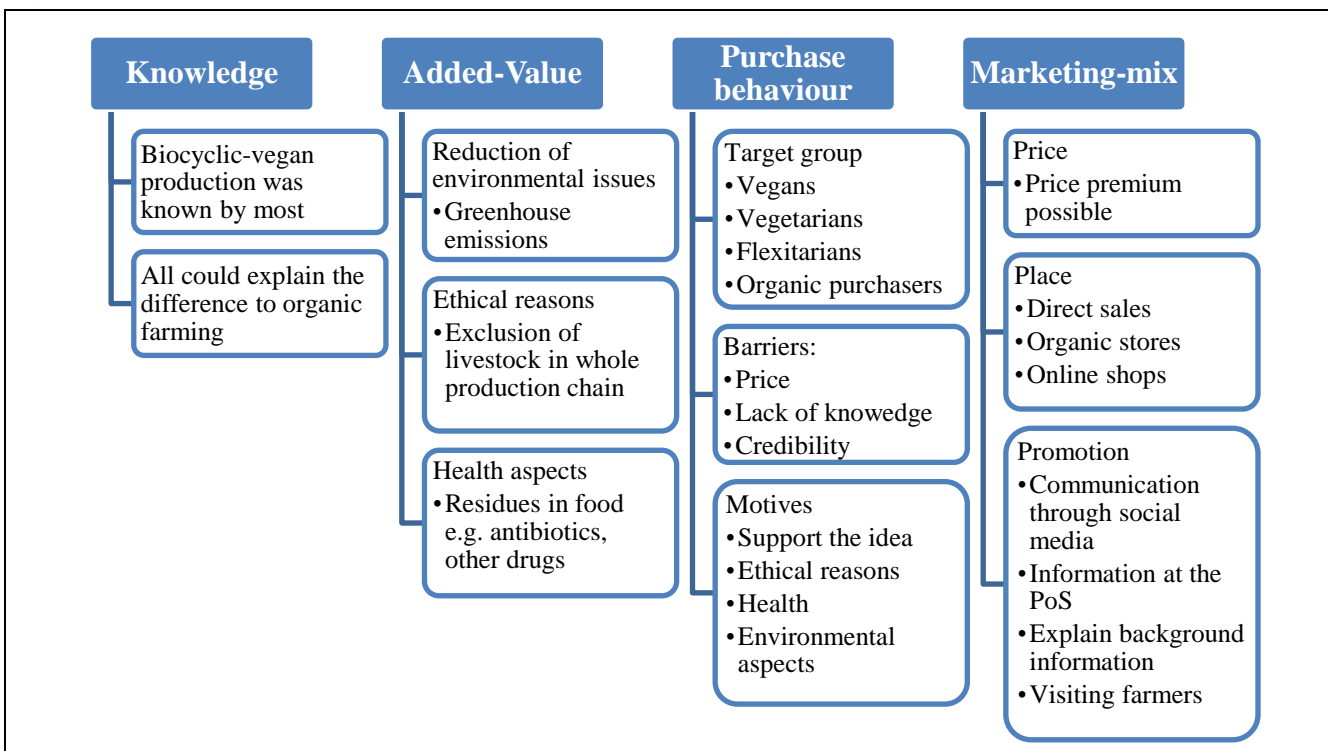 Knowledge
Biocyclic-vegan
production was
known by most
All could explain the
difference to organic
farming
Added-Value
Reduction of
environmental issues
•Greenhouse
emissions
Ethical reasons
•Exclusion of
livestock in whole
production chain
Health aspects
•Residues in food
e.g. antibiotics,
other drugs
Purchase
behaviour
Target group
•Vegans
•Vegetarians
•Flexitarians
•Organic purchasers
Barriers:
•Price
•Lack of knowedge
•Credibility
Motives
•Support the idea
•Ethical reasons
•Health
•Environmental
aspects
Marketing-mix
Price
•Price premium
possible
Place
•Direct sales
•Organic stores
•Online shops
Promotion
•Communication
through social
media
•Information at the
PoS
•Explain background
information
•Visiting farmers